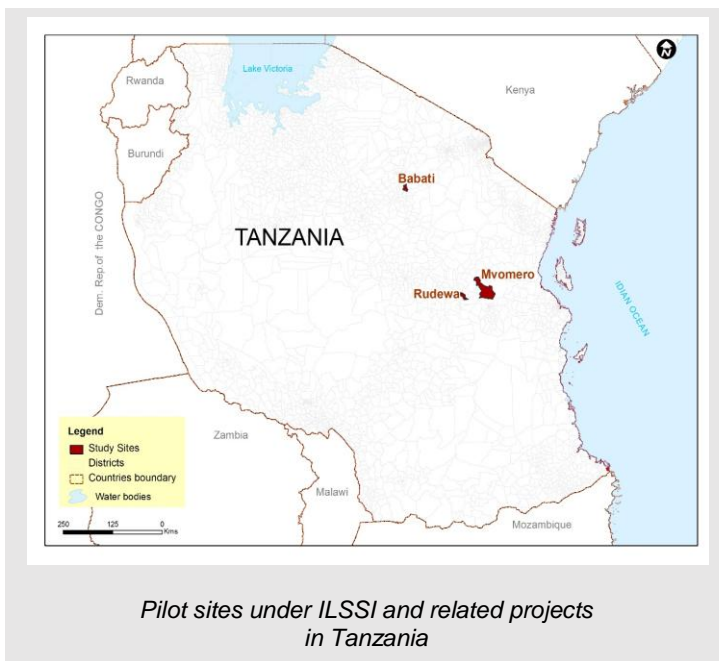 Lake Victoria
Rwanda
Kenya
Burundi
Babati
Dem. Rep.of the CONGO
TANZANIA
Mvomero
Rudewa
IDIAN OCEAN
Legend
Study Sites
Districts
Countries boundary
Water bodies
Zambia
Malawi
Mozambique
250 125 0
Kms
N
Pilot sites under ILSSI and related projects
in Tanzania